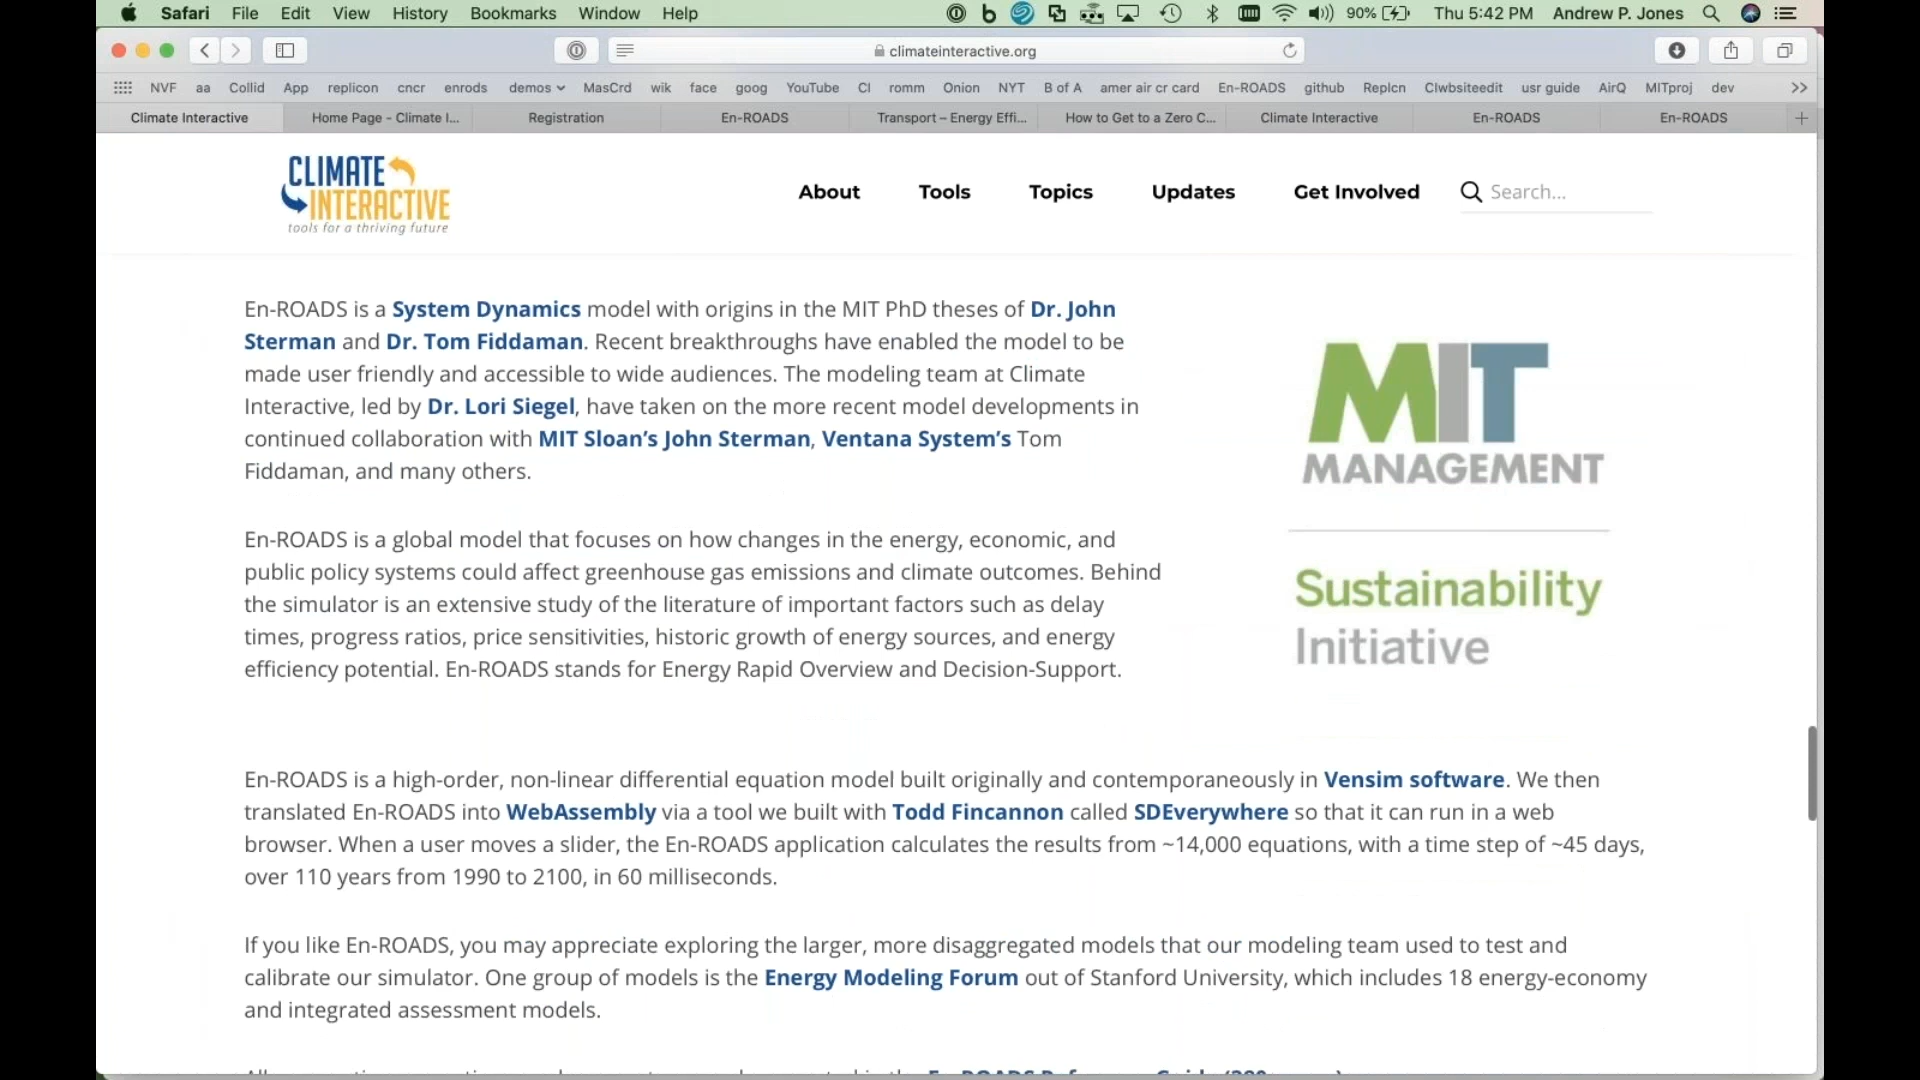 Safari File Edit View History Bookmarks Window Help 90% Thu 5:42 PM Andrew P. Jones
climateinteractive.org
NVF aa Collid App replicon cncr enrods demos MasCrd wik face goog YouTube CI romm Onion NYT B of A amer air cr card En-ROADS github Replcn Clwbsiteedit usr guide AirQ MITproj dev >>
Climate Interactive Home Page - Climate I... Registration En-ROADS Transport – Energy Effi... How to Get to a Zero C... Climate Interactive En-ROADS En-ROADS +
CLIMATE
INTERACTIVE
tools for a thriving future
About Tools Topics Updates Get Involved Search...
En-ROADS is a System Dynamics model with origins in the MIT PhD theses of Dr. John
Sterman and Dr. Tom Fiddaman. Recent breakthroughs have enabled the model to be
made user friendly and accessible to wide audiences. The modeling team at Climate
Interactive, led by Dr. Lori Siegel, have taken on the more recent model developments in
continued collaboration with MIT Sloan’s John Sterman, Ventana System’s Tom
Fiddaman, and many others.
MIT
MANAGEMENT
Sustainability
Initiative
En-ROADS is a global model that focuses on how changes in the energy, economic, and
public policy systems could affect greenhouse gas emissions and climate outcomes. Behind
the simulator is an extensive study of the literature of important factors such as delay
times, progress ratios, price sensitivities, historic growth of energy sources, and energy
efficiency potential. En-ROADS stands for Energy Rapid Overview and Decision-Support.
En-ROADS is a high-order, non-linear differential equation model built originally and contemporaneously in Vensim software. We then
translated En-ROADS into WebAssembly via a tool we built with Todd Fincannon called SDEverywhere so that it can run in a web
browser. When a user moves a slider, the En-ROADS application calculates the results from ~14,000 equations, with a time step of ~45 days,
over 110 years from 1990 to 2100, in 60 milliseconds.
If you like En-ROADS, you may appreciate exploring the larger, more disaggregated models that our modeling team used to test and
calibrate our simulator. One group of models is the Energy Modeling Forum out of Stanford University, which includes 18 energy-economy
and integrated assessment models.